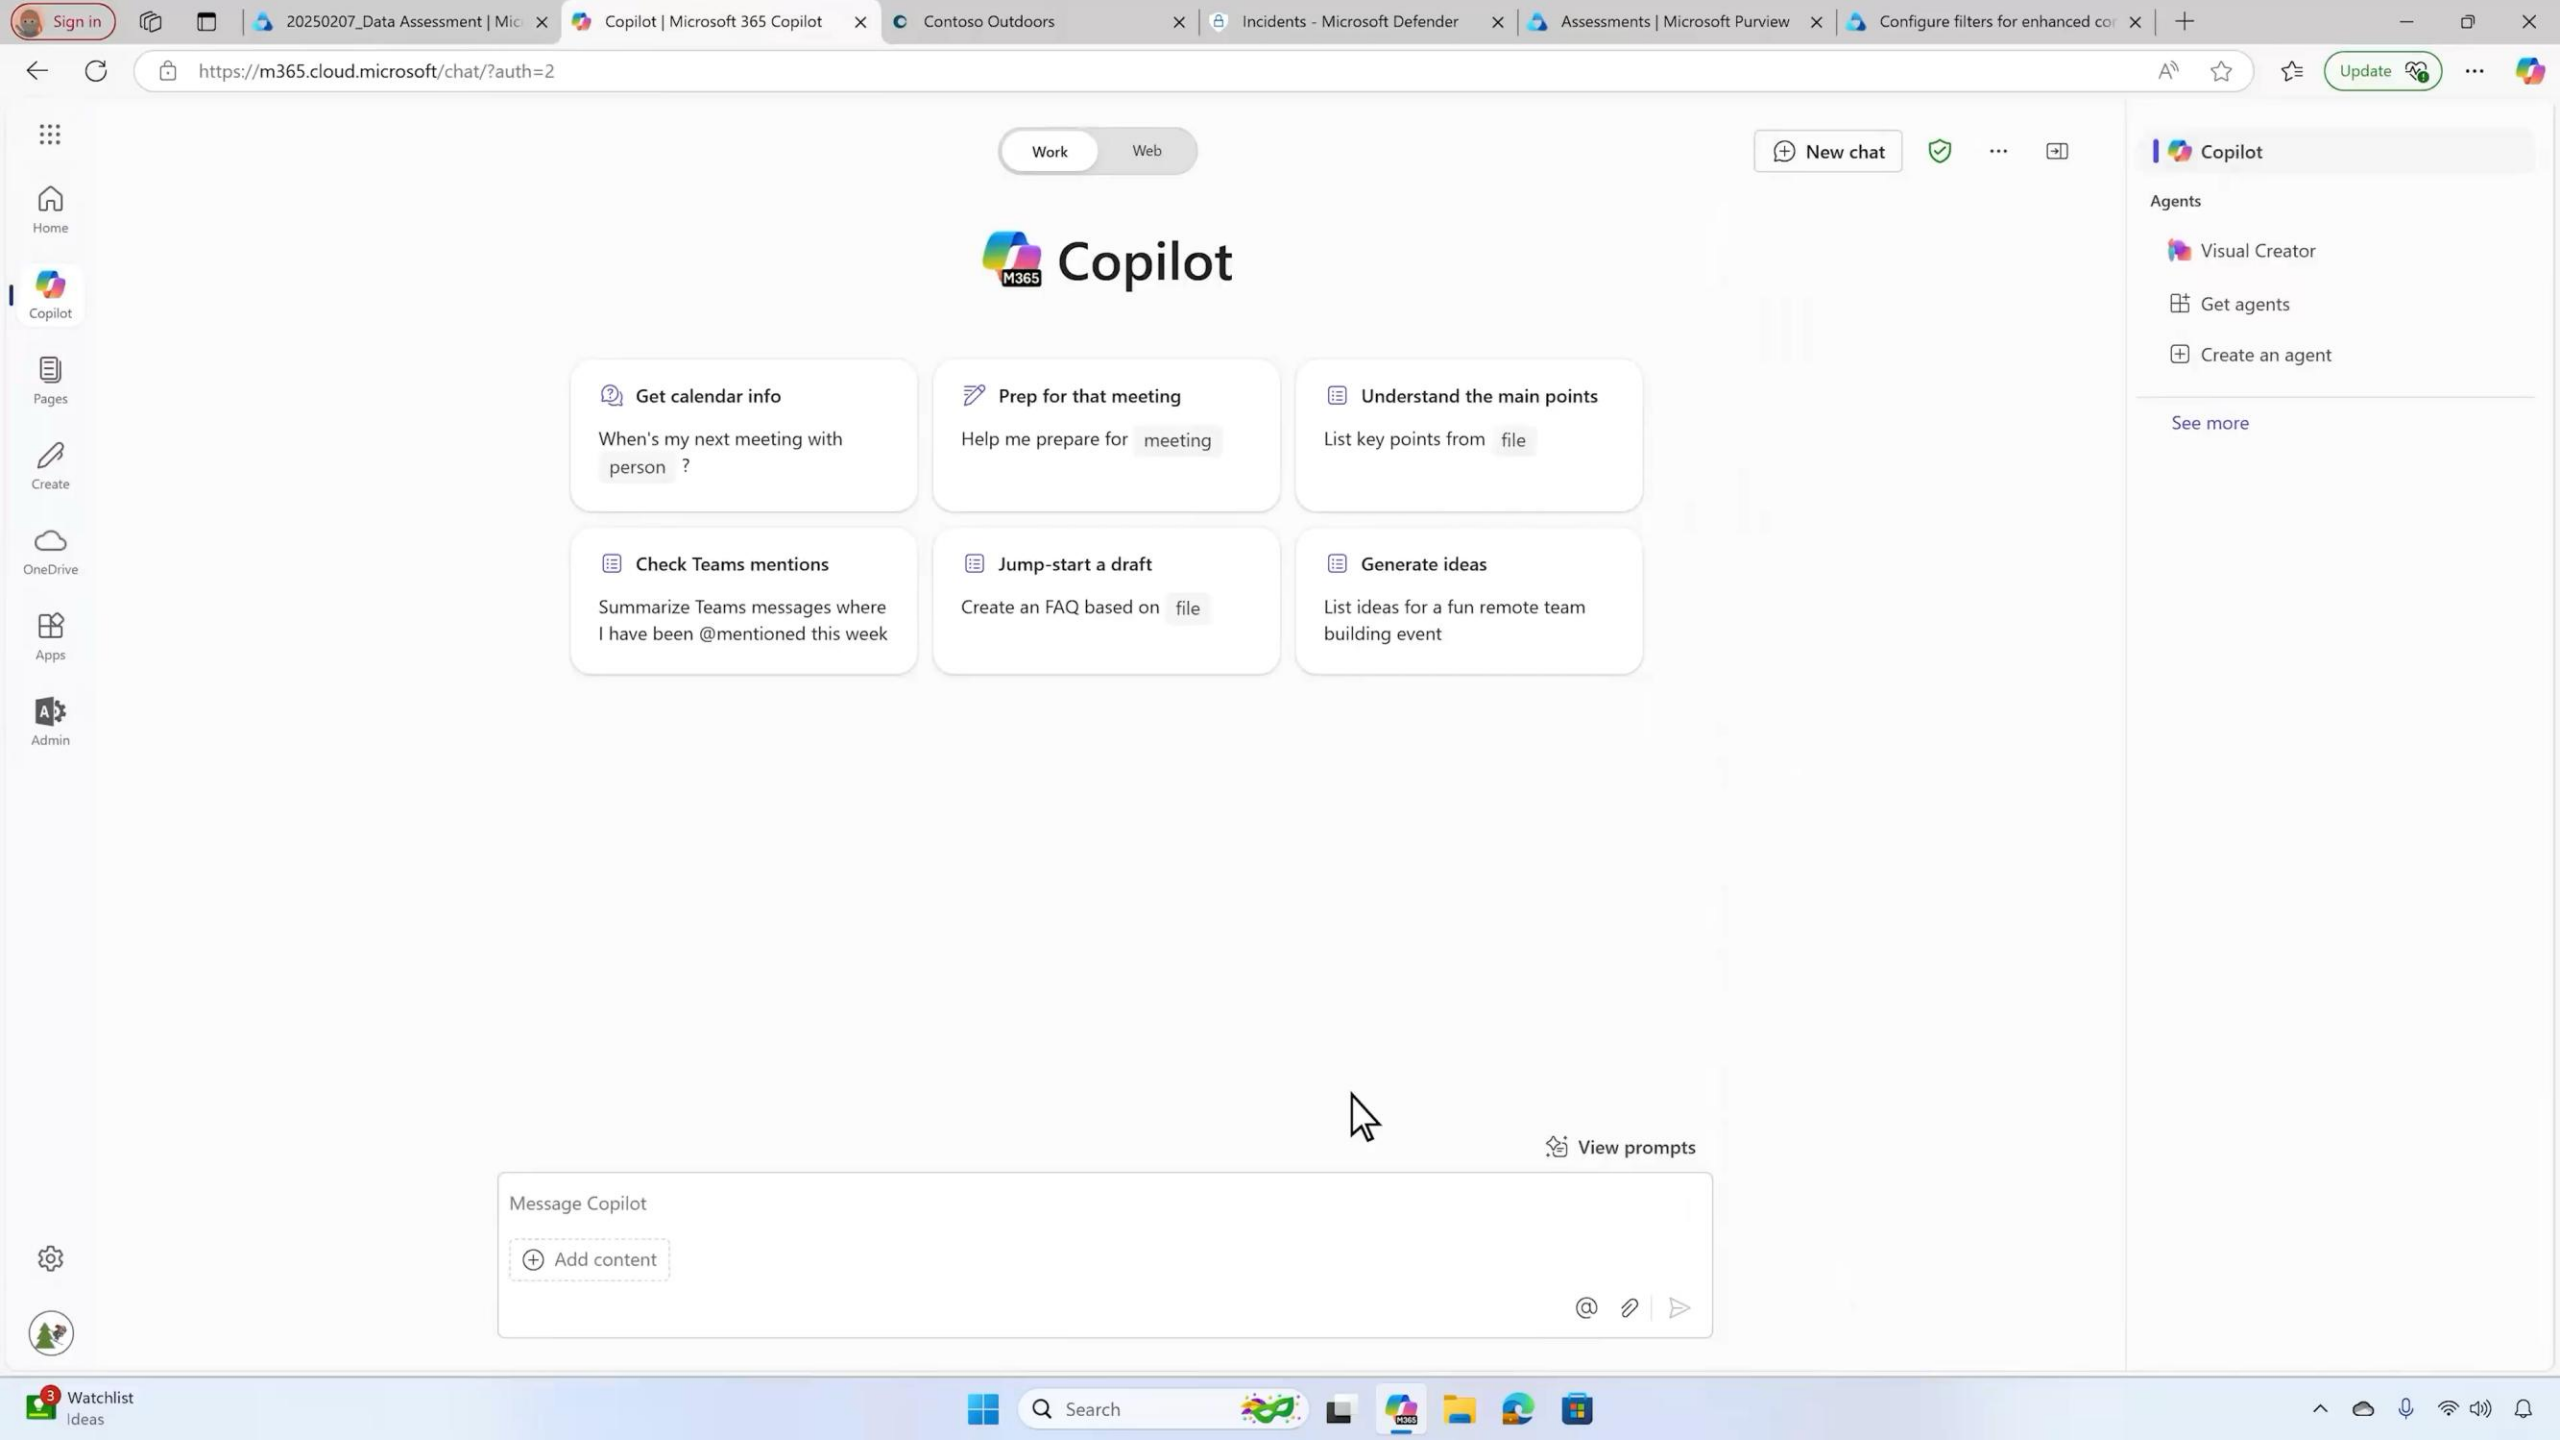 Sign in
20250207_Data Assessment | Mic
Copilot | Microsoft 365 Copilot
Contoso Outdoors
Incidents - Microsoft Defender
Assessments | Microsoft Purview
Configure filters for enhanced co
https://m365.cloud.microsoft/chat/?auth=2
Update
Work
Web
New chat
Copilot
Agents
Visual Creator
Get agents
Create an agent
See more
Home
Copilot
Pages
Create
OneDrive
Apps
Admin
M365
Copilot
Get calendar info
When's my next meeting with
person ?
Prep for that meeting
Help me prepare for meeting
Understand the main points
List key points from file
Check Teams mentions
Summarize Teams messages where
I have been @mentioned this week
Jump-start a draft
Create an FAQ based on file
Generate ideas
List ideas for a fun remote team
building event
View prompts
Message Copilot
Add content
3
Watchlist
Ideas
Search
M365